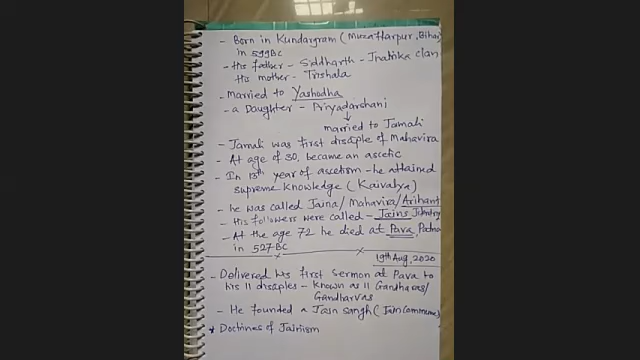 - Born in Kundargram (Muzaffarpur, Bihar
in 599BC
- His father - Siddharth - Jnatrika clan
His mother - Trishala
- Married to Yashodha
- a Daughter - Priyadarshani
↓
married to Jamali
- Jamali was first disciple of Mahavira
- At age of 30, became an ascetic
- In 13th year of ascetism - he attained
supreme knowledge (Kaivalya)
- he was called Jaina/Mahavira/Arihant
- His followers were called - Jains
- At the age 72 he died at Pava, Patna
in 527 BC
19th Aug, 2020
- Delivered his first Sermon at Pava to
his 11 disciples - Known as 11 Gandharas/
Gandharvas
- He founded a Jain Sangh (Jain Commune)
* Doctrines of Jainism